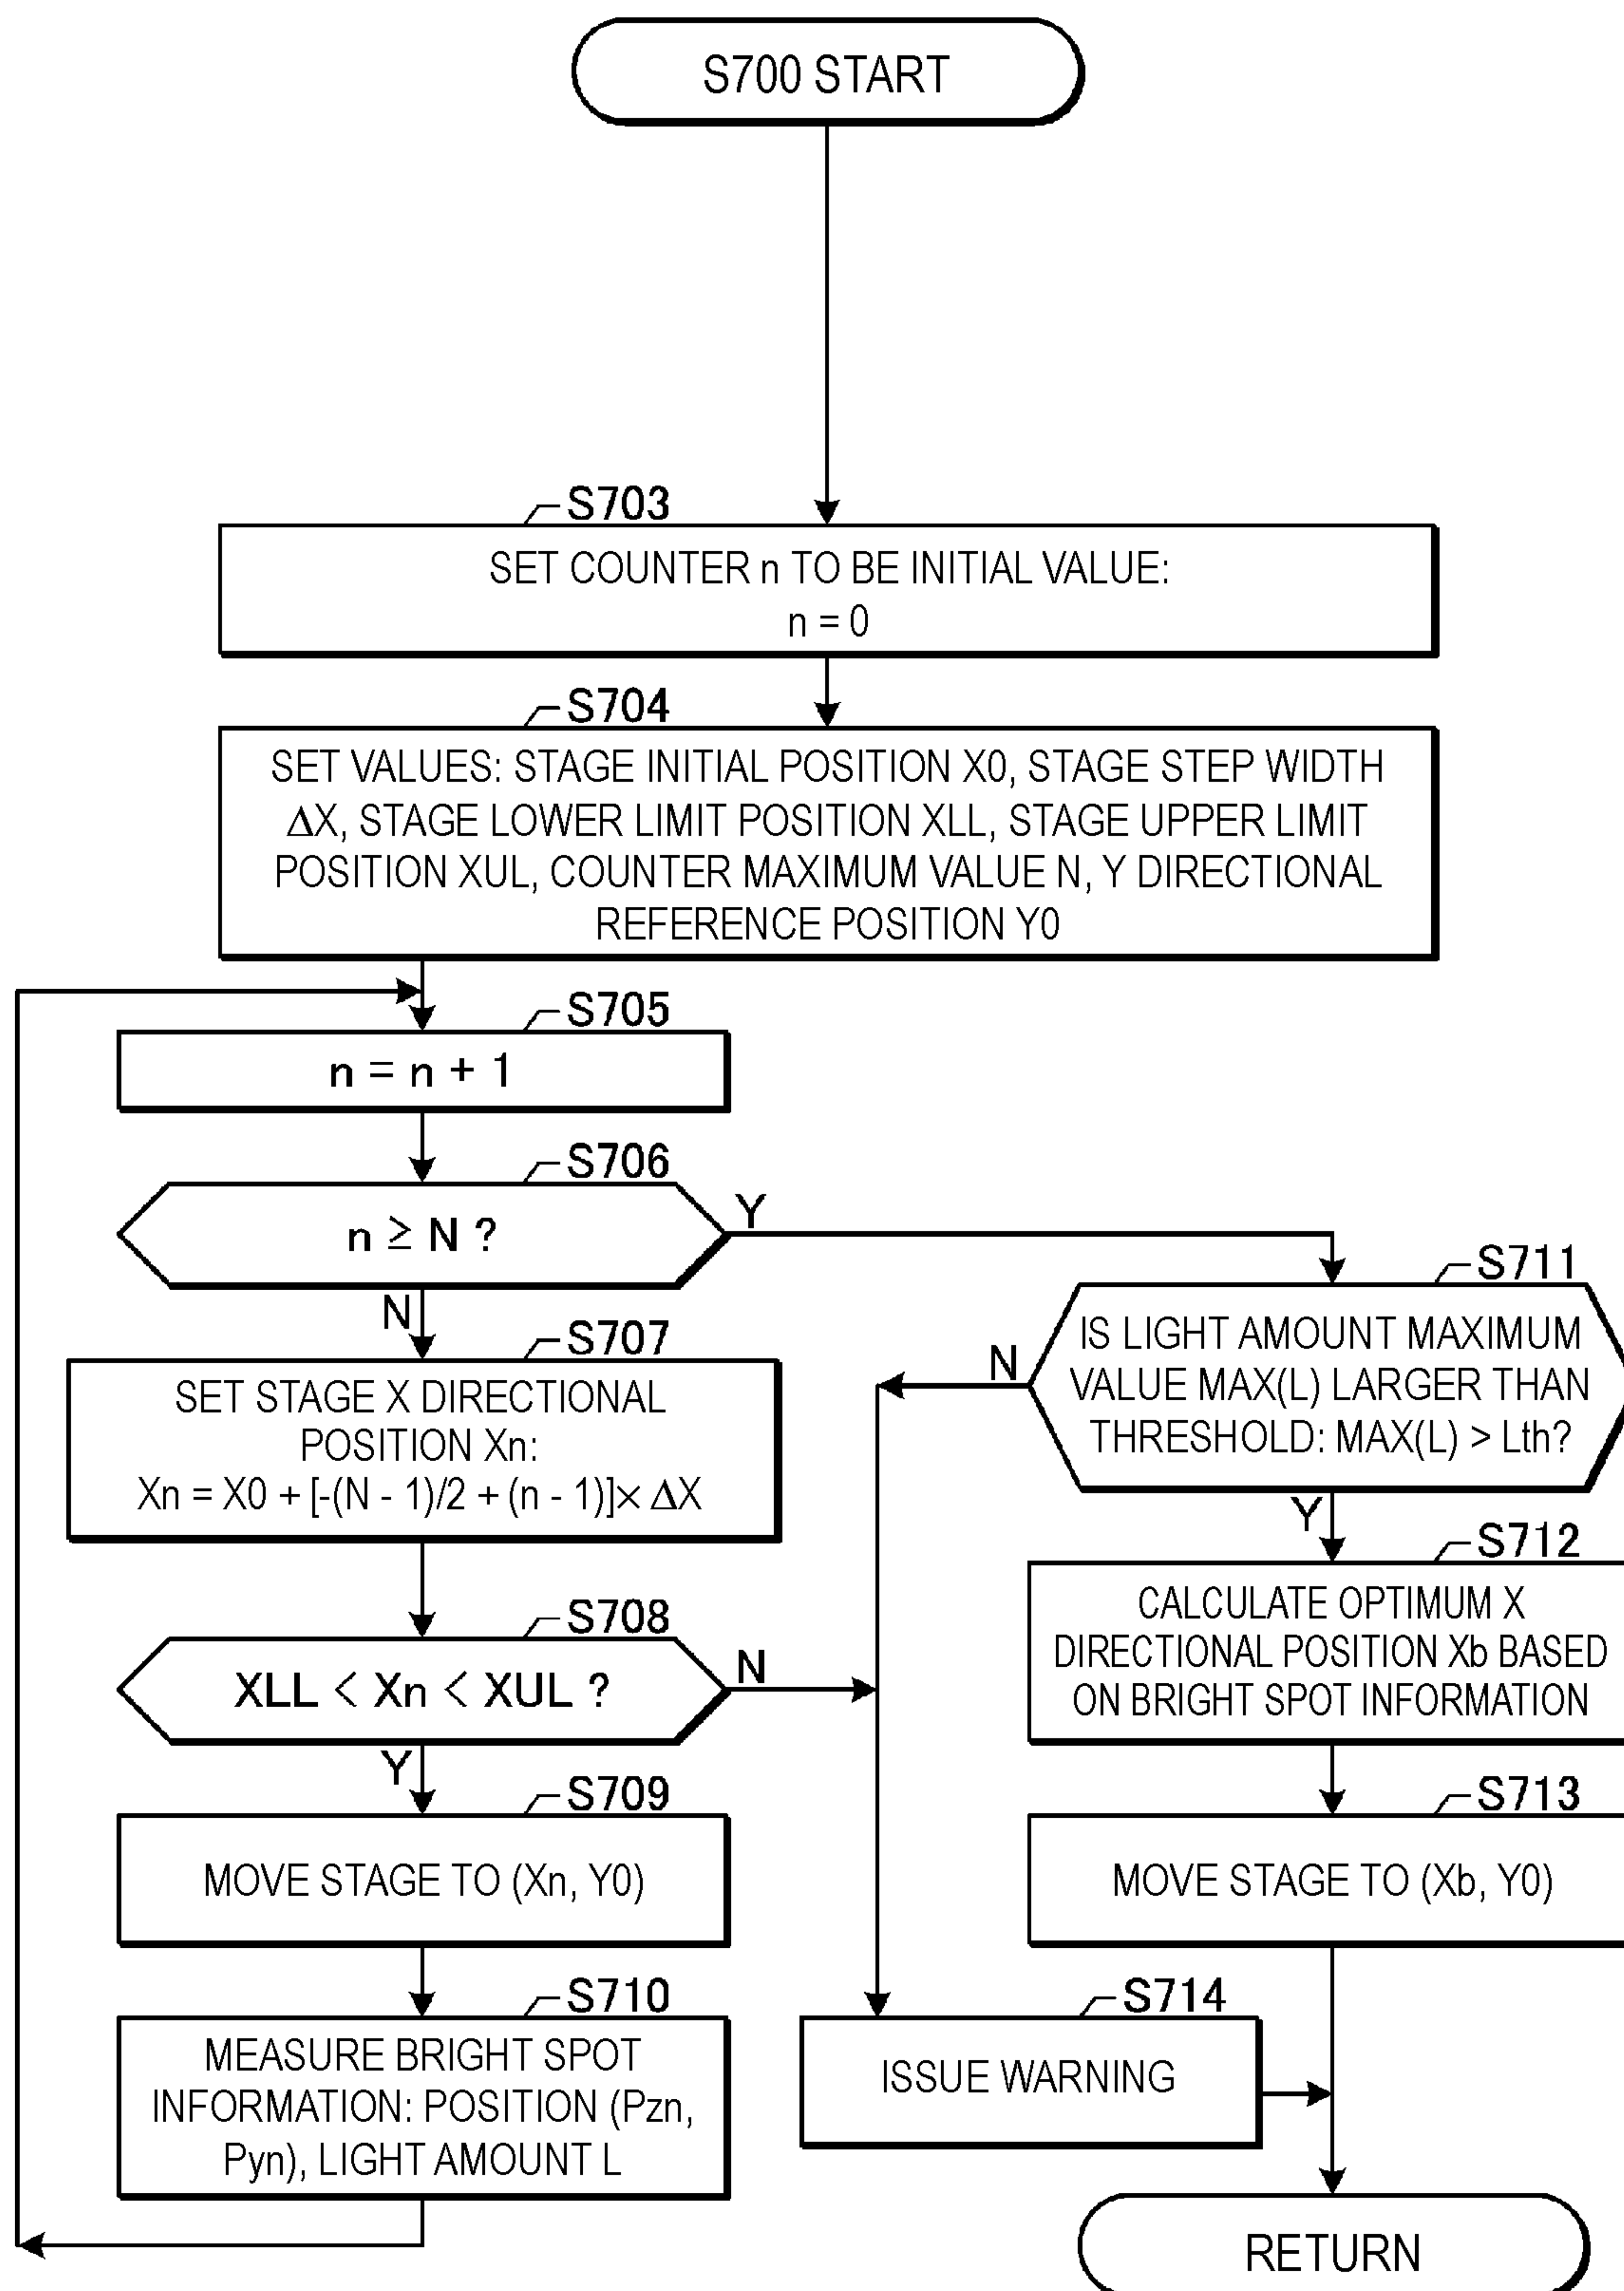 S700 START
S703
SET COUNTER n TO BE INITIAL VALUE:
n = 0
S704
SET VALUES: STAGE INITIAL POSITION X0, STAGE STEP WIDTH
ΔX, STAGE LOWER LIMIT POSITION XLL, STAGE UPPER LIMIT
POSITION XUL, COUNTER MAXIMUM VALUE N, Y DIRECTIONAL
REFERENCE POSITION Y0
S705
n = n + 1
S706
n ≥ N ?
Y
N
S707
SET STAGE X DIRECTIONAL
POSITION Xn:
Xn = X0 + [-(N - 1)/2 + (n - 1)]× ΔX
S708
XLL < Xn < XUL ?
N
Y
S709
MOVE STAGE TO (Xn, Y0)
S710
MEASURE BRIGHT SPOT
INFORMATION: POSITION (Pzn,
Pyn), LIGHT AMOUNT L
S711
IS LIGHT AMOUNT MAXIMUM
VALUE MAX(L) LARGER THAN
THRESHOLD: MAX(L) > Lth?
N
Y
S712
CALCULATE OPTIMUM X
DIRECTIONAL POSITION Xb BASED
ON BRIGHT SPOT INFORMATION
S713
MOVE STAGE TO (Xb, Y0)
S714
ISSUE WARNING
RETURN